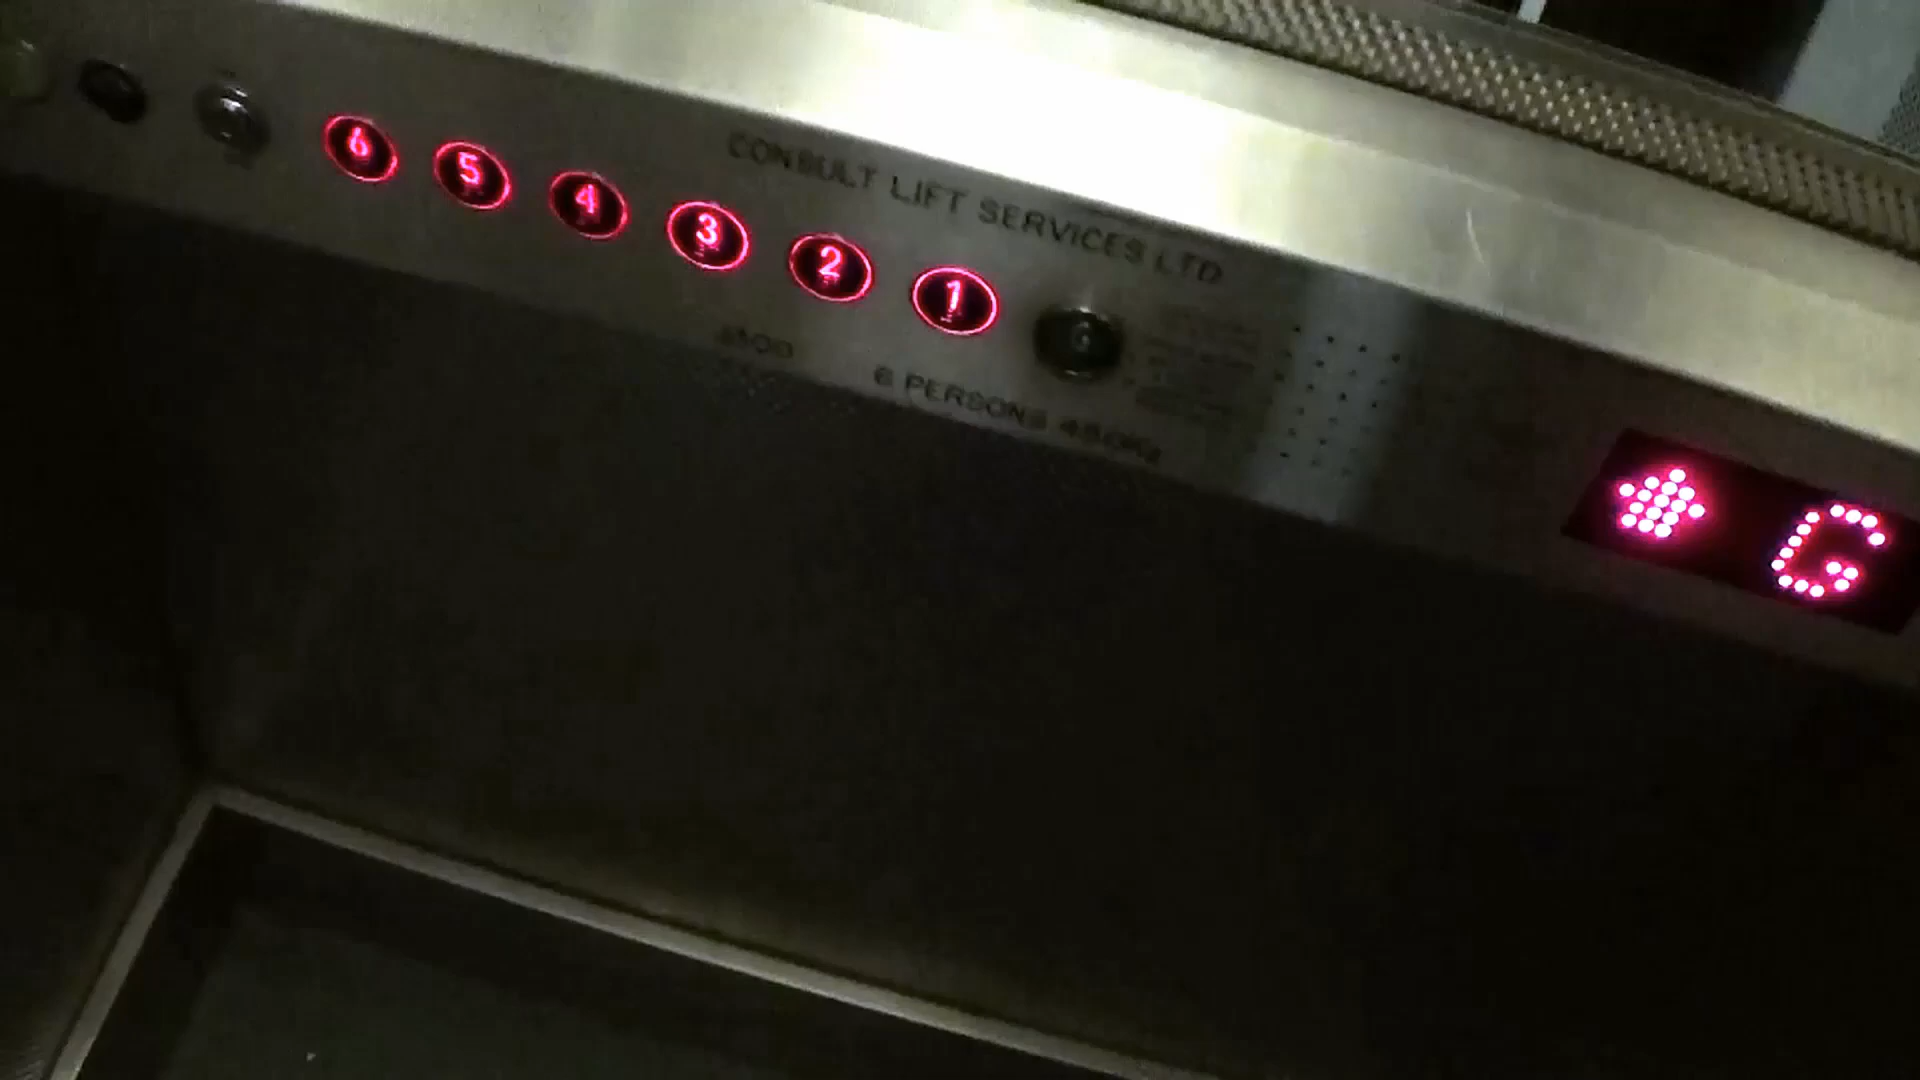 6 5 4 3 2 1 G
CONSULT LIFT SERVICES LTD
6 PERSONS 450KG
G